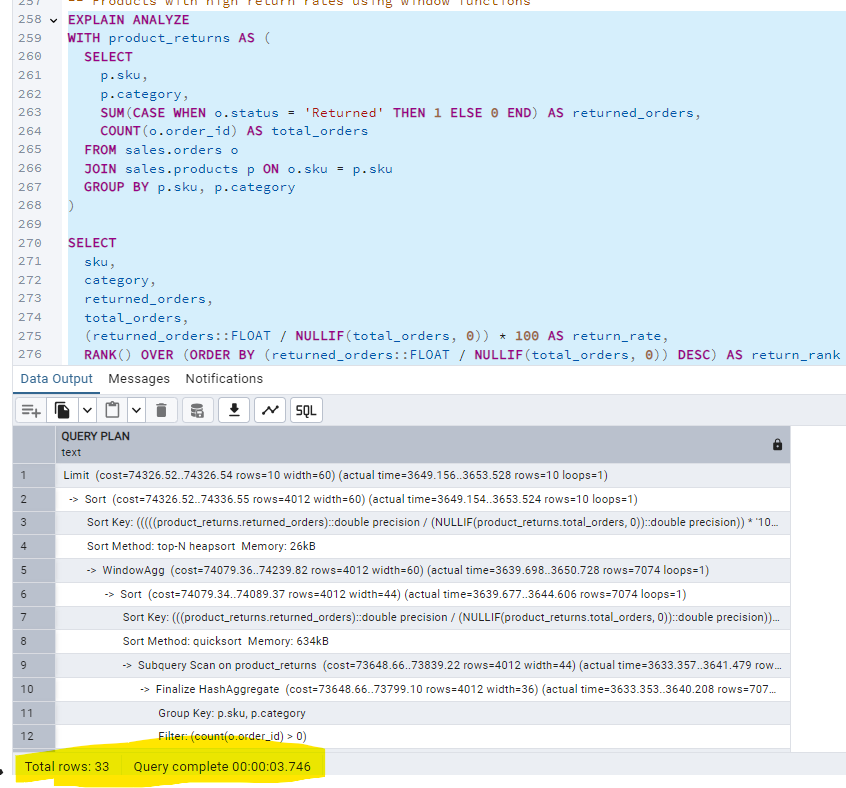 257 -- Products with high return rates using window functions
258 EXPLAIN ANALYZE
259 WITH product_returns AS (
260 SELECT
261 p.sku,
262 p.category,
263 SUM(CASE WHEN o.status = 'Returned' THEN 1 ELSE 0 END) AS returned_orders,
264 COUNT(o.order_id) AS total_orders
265 FROM sales.orders o
266 JOIN sales.products p ON o.sku = p.sku
267 GROUP BY p.sku, p.category
268 )
269
270 SELECT
271 sku,
272 category,
273 returned_orders,
274 total_orders,
275 (returned_orders::FLOAT / NULLIF(total_orders, 0)) * 100 AS return_rate,
276 RANK() OVER (ORDER BY (returned_orders::FLOAT / NULLIF(total_orders, 0)) DESC) AS return_rank
Data Output Messages Notifications
SQL
QUERY PLAN
text
1 Limit (cost=74326.52..74326.54 rows=10 width=60) (actual time=3649.156..3653.528 rows=10 loops=1)
2 -> Sort (cost=74326.52..74336.55 rows=4012 width=60) (actual time=3649.154..3653.524 rows=10 loops=1)
3 Sort Key: (((((product_returns.returned_orders)::double precision / (NULLIF(product_returns.total_orders, 0))::double precision)) * '10...
4 Sort Method: top-N heapsort Memory: 26kB
5 -> WindowAgg (cost=74079.36..74239.82 rows=4012 width=60) (actual time=3639.698..3650.728 rows=7074 loops=1)
6 -> Sort (cost=74079.34..74089.37 rows=4012 width=44) (actual time=3639.677..3644.606 rows=7074 loops=1)
7 Sort Key: (((product_returns.returned_orders)::double precision / (NULLIF(product_returns.total_orders, 0))::double precision))...
8 Sort Method: quicksort Memory: 634kB
9 -> Subquery Scan on product_returns (cost=73648.66..73839.22 rows=4012 width=44) (actual time=3633.357..3641.479 row...
10 -> Finalize HashAggregate (cost=73648.66..73799.10 rows=4012 width=36) (actual time=3633.353..3640.208 rows=707...
11 Group Key: p.sku, p.category
12 Filter: (count(o.order_id) > 0)
Total rows: 33 Query complete 00:00:03.746